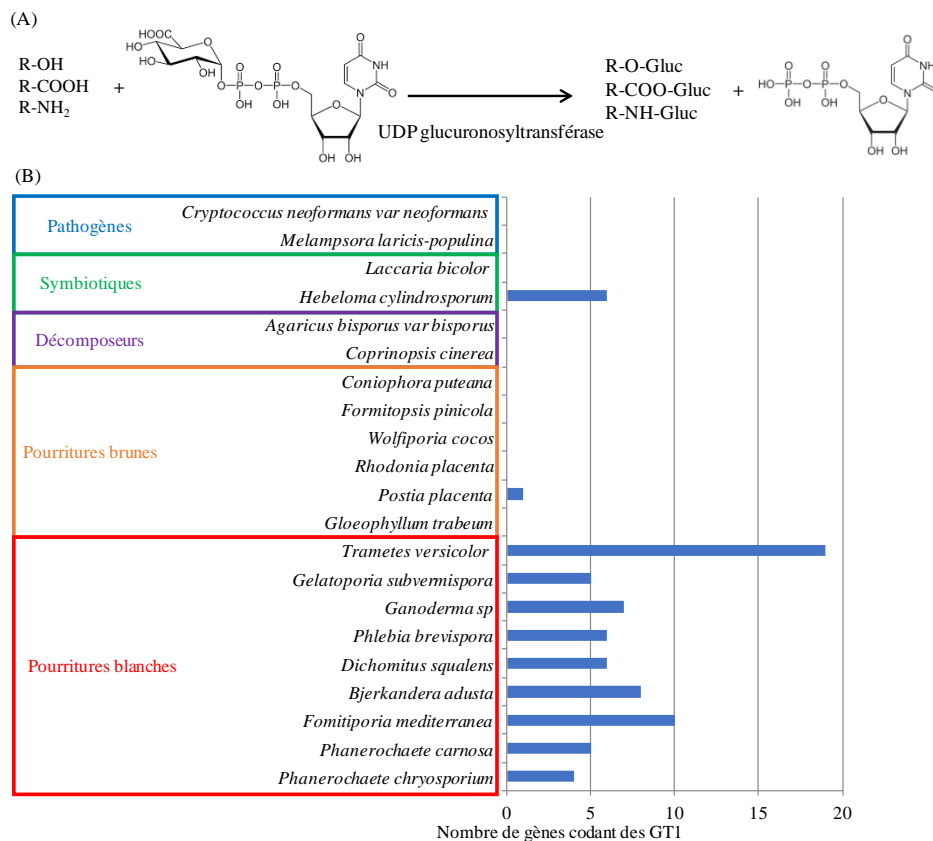 (A)
R-OH
R-COOH
R-NH2
+
HOOC
HO
HO
OH
O
O
O
O
O-P-O-P-O
OH OH
O
NH
N
O
O
OH OH
UDP glucuronosyltransférase
R-O-Gluc
R-COO-Gluc
R-NH-Gluc
+
O
O
HO-P-O-P-O
OH OH
O
NH
N
O
O
OH OH
(B)
Pathogènes
Cryptococcus neoformans var neoformans
Melampsora laricis-populina
Symbiotiques
Laccaria bicolor
Hebeloma cylindrosporum
Décomposeurs
Agaricus bisporus var bisporus
Coprinopsis cinerea
Pourritures brunes
Coniophora puteana
Formitopsis pinicola
Wolfiporia cocos
Rhodonia placenta
Postia placenta
Gloeophyllum trabeum
Pourritures blanches
Trametes versicolor
Gelatoporia subvermispora
Ganoderma sp
Phlebia brevispora
Dichomitus squalens
Bjerkandera adusta
Fomitiporia mediterranea
Phanerochaete carnosa
Phanerochaete chryosporium
0 5 10 15 20
Nombre de gènes codant des GT1